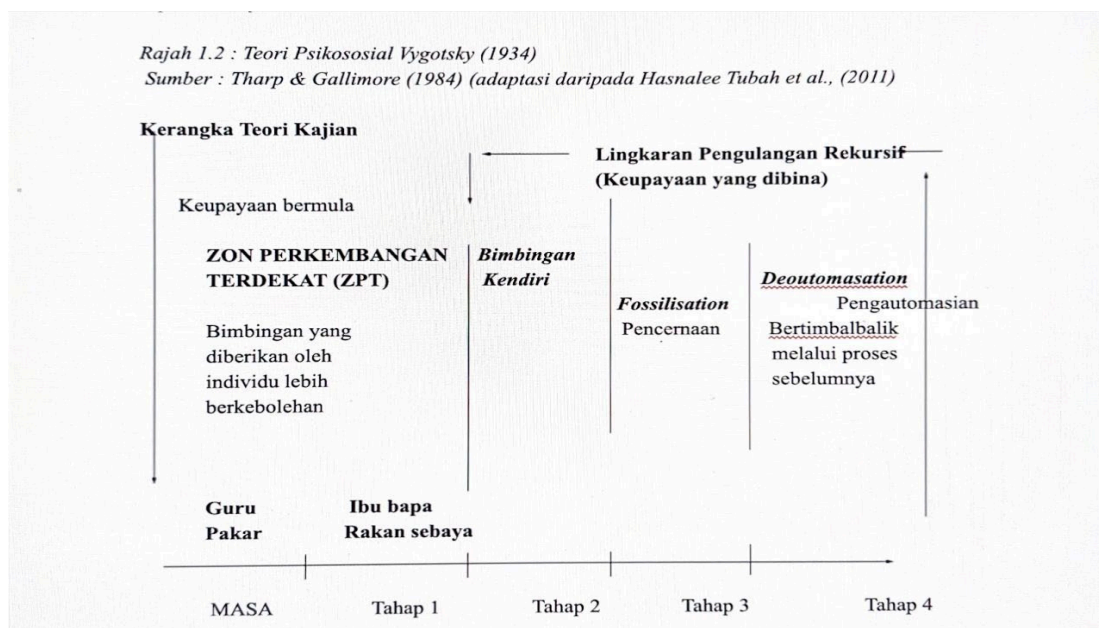 Rajah 1.2 : Teori Psikososial Vygotsky (1934)
Sumber : Tharp & Gallimore (1984) (adaptasi daripada Hasnalee Tubah et al., (2011)
Kerangka Teori Kajian
Lingkaran Pengulangan Rekursif
(Keupayaan yang dibina)
Keupayaan bermula
ZON PERKEMBANGAN
TERDEKAT (ZPT)
Bimbingan yang
diberikan oleh
individu lebih
berkebolehan
Bimbingan
Kendiri
Fossilisation
Pencernaan
Deoutomasation
Pengautomasian
Bertimbalbalik
melalui proses
sebelumnya
Guru
Pakar
Ibu bapa
Rakan sebaya
MASA
Tahap 1
Tahap 2
Tahap 3
Tahap 4